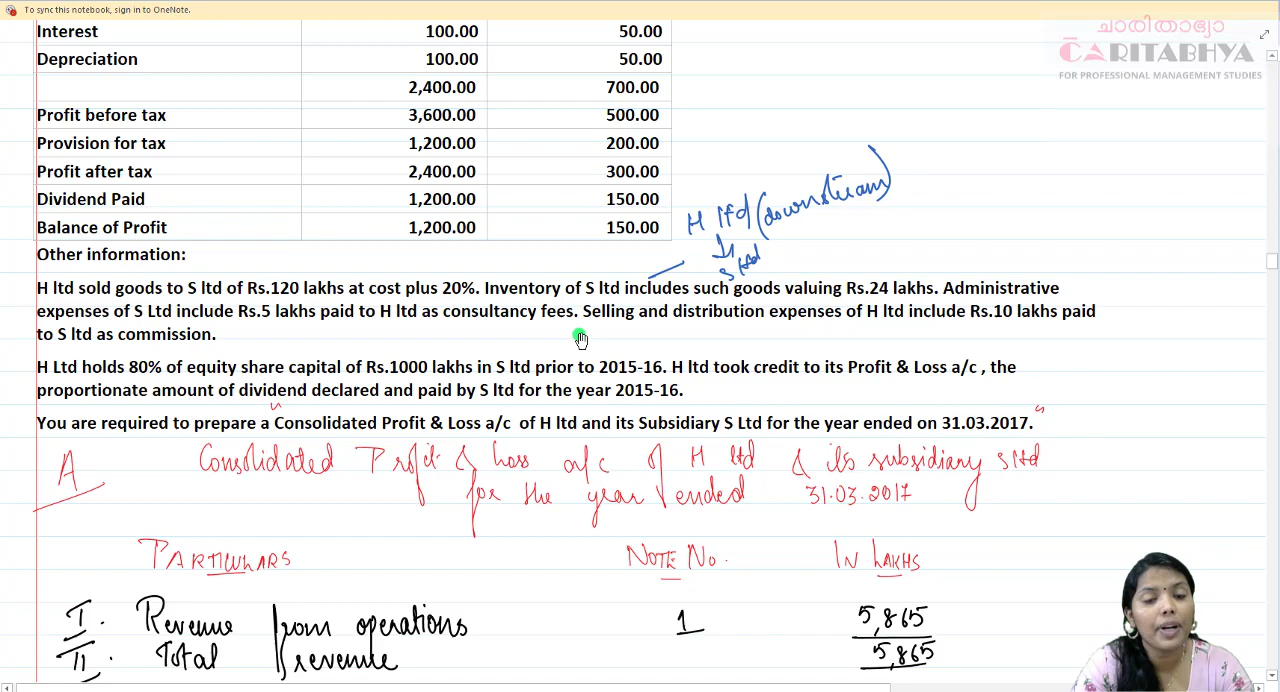 To sync this notebook, sign in to OneNote.
ചാരിതാഭ്യാ
CARITABHYA
FOR PROFESSIONAL MANAGEMENT STUDIES
Interest 100.00 50.00
Depreciation 100.00 50.00
2,400.00 700.00
Profit before tax 3,600.00 500.00
Provision for tax 1,200.00 200.00
Profit after tax 2,400.00 300.00
Dividend Paid 1,200.00 150.00
Balance of Profit 1,200.00 150.00
H ltd (downstream)
S ltd
Other information:
H ltd sold goods to S ltd of Rs.120 lakhs at cost plus 20%. Inventory of S ltd includes such goods valuing Rs.24 lakhs. Administrative
expenses of S Ltd include Rs.5 lakhs paid to H ltd as consultancy fees. Selling and distribution expenses of H ltd include Rs.10 lakhs paid
to S ltd as commission.
H Ltd holds 80% of equity share capital of Rs.1000 lakhs in S ltd prior to 2015-16. H ltd took credit to its Profit & Loss a/c , the
proportionate amount of dividend declared and paid by S ltd for the year 2015-16.
You are required to prepare a Consolidated Profit & Loss a/c of H ltd and its Subsidiary S Ltd for the year ended on 31.03.2017.
A Consolidated Profit & Loss a/c of H ltd & its subsidiary S ltd
for the year ended 31.03.2017
PARTICULARS NOTE No. IN LAKHS
I. Revenue from operations 1 5,865
II. Total revenue 5,865